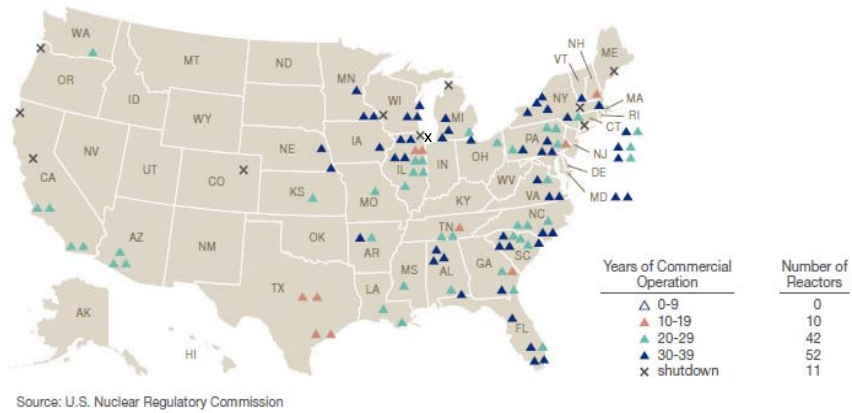 WA
MT
ND
OR
ID
WY
NE
NV
UT
CO
CA
AZ
NM
KS
OK
TX
MN
WI
IA
IL
MO
AR
LA
MI
IN
OH
KY
TN
MS
AL
GA
FL
SC
NC
VA
WV
PA
NY
VT
NH
ME
MA
RI
CT
NJ
DE
MD
AK
HI
Years of Commercial Operation
Number of Reactors
0-9 0
10-19 10
20-29 42
30-39 52
shutdown 11
Source: U.S. Nuclear Regulatory Commission